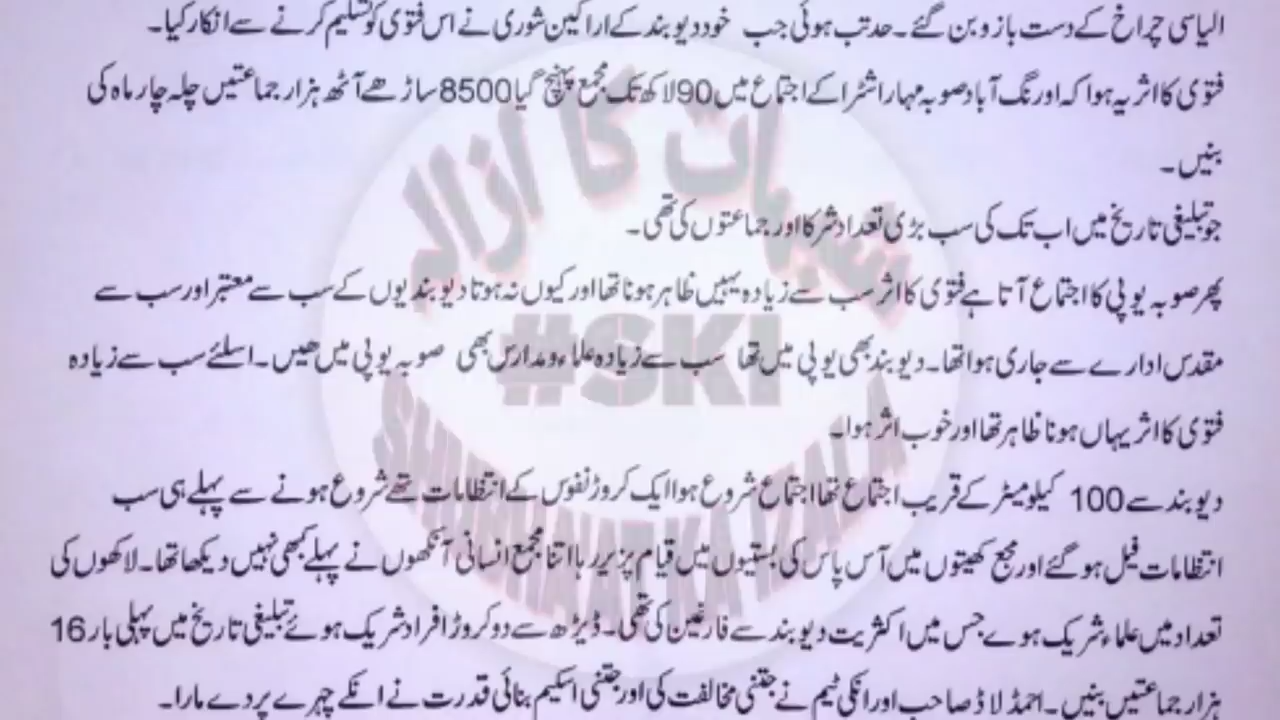 الیاسی چراخ کے دست بازو بن گئے۔ حد تب ہوئی جب خود دیوبند کے اراکین شوری نے اس فتوی کو تسلیم کرنے سے انکار کیا۔
فتوی کا اثر یہ ہوا کہ اورنگ آباد صوبہ مہاراشٹرا کے اجتماع میں 90 لاکھ تک مجمع پہنچ گیا 8500 ساڑھے آٹھ ہزار جماعتیں چلہ چار ماہ کی
بنیں۔
جو تبلیغی تاریخ میں اب تک کی سب بڑی تعداد شرکا اور جماعتوں کی تھی۔
پھر صوبہ یوپی کا اجتماع آتا ہے فتوی کا اثر سب سے زیادہ یہیں ظاہر ہونا تھا اور کیوں نہ ہوتا دیوبندیوں کے سب سے معتبر اور سب سے
مقدس ادارے سے جاری ہوا تھا۔ دیوبند بھی یوپی میں تھا سب سے زیادہ علماء و مدارس بھی صوبہ یوپی میں ھیں۔ اسلئے سب سے زیادہ
فتوی کا اثر یہاں ہونا ظاہر تھا اور خوب اثر ہوا۔
دیوبند سے 100 کیلومیٹر کے قریب اجتماع تھا اجتماع شروع ہوا ایک کروڑ نفوس کے انتظامات تھے شروع ہونے سے پہلے ہی سب
انتظامات فیل ہو گئے اور مجمع کھیتوں میں آس پاس کی بستیوں میں قیام پزیر رہا اتنا مجمع انسانی آنکھوں نے پہلے کبھی نہیں دیکھا تھا۔ لاکھوں کی
تعداد میں علماء شریک ہوے جس میں اکثریت دیوبند سے فارغین کی تھی۔ ڈیڑھ سے دو کروڑ افراد شریک ہوئے تبلیغی تاریخ میں پہلی بار 16
ہزار جماعتیں بنیں۔ احمد لاڈ صاحب اور انکی ٹیم نے جتنی مخالفت کی اور جتنی اسکیم بنائی قدرت نے انکے چہرے پر دے مارا۔
شبہات کا ازالہ
#SKI
SHUBHAAT KA IZALA